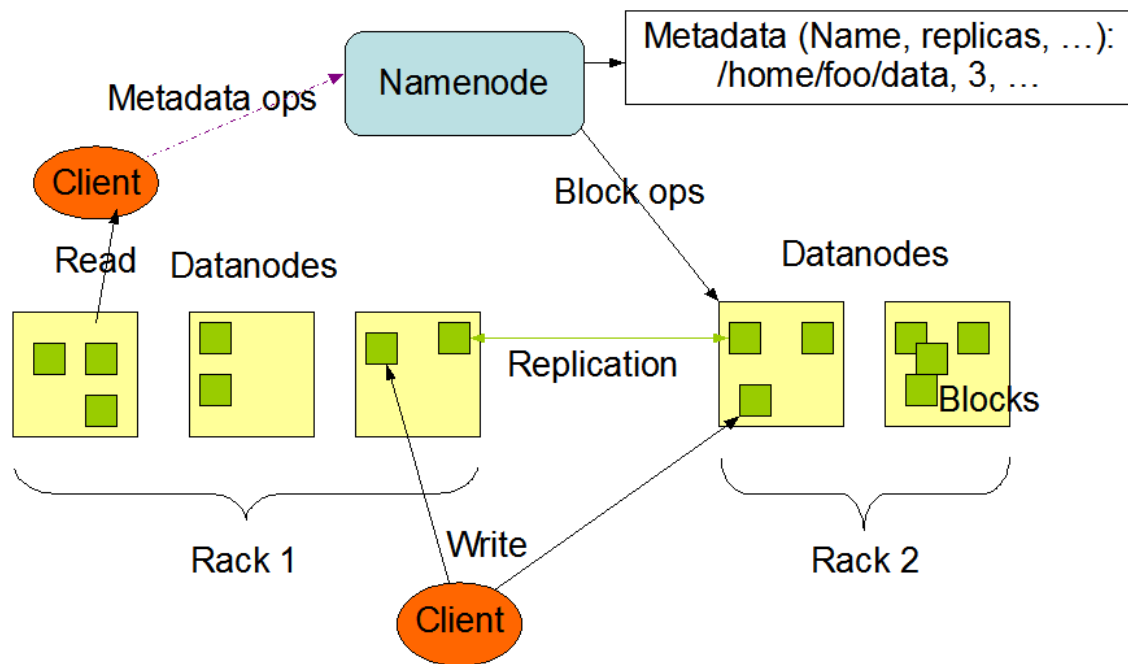 Metadata (Name, replicas, …):
/home/foo/data, 3, …
Namenode
Metadata ops
Client
Block ops
Read
Datanodes
Datanodes
Replication
Blocks
Rack 1
Write
Rack 2
Client